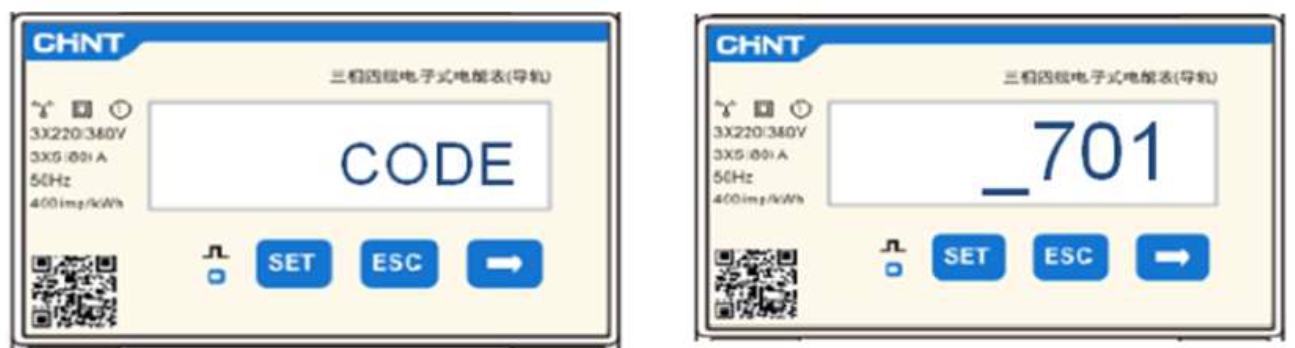 CHNT
三相四线电子式电能表(导轨)
3X220/380V
3X5(80)A
50Hz
400imp/kWh
CODE
SET
ESC
CHNT
三相四线电子式电能表(导轨)
3X220/380V
3X5(80)A
50Hz
400imp/kWh
_701
SET
ESC